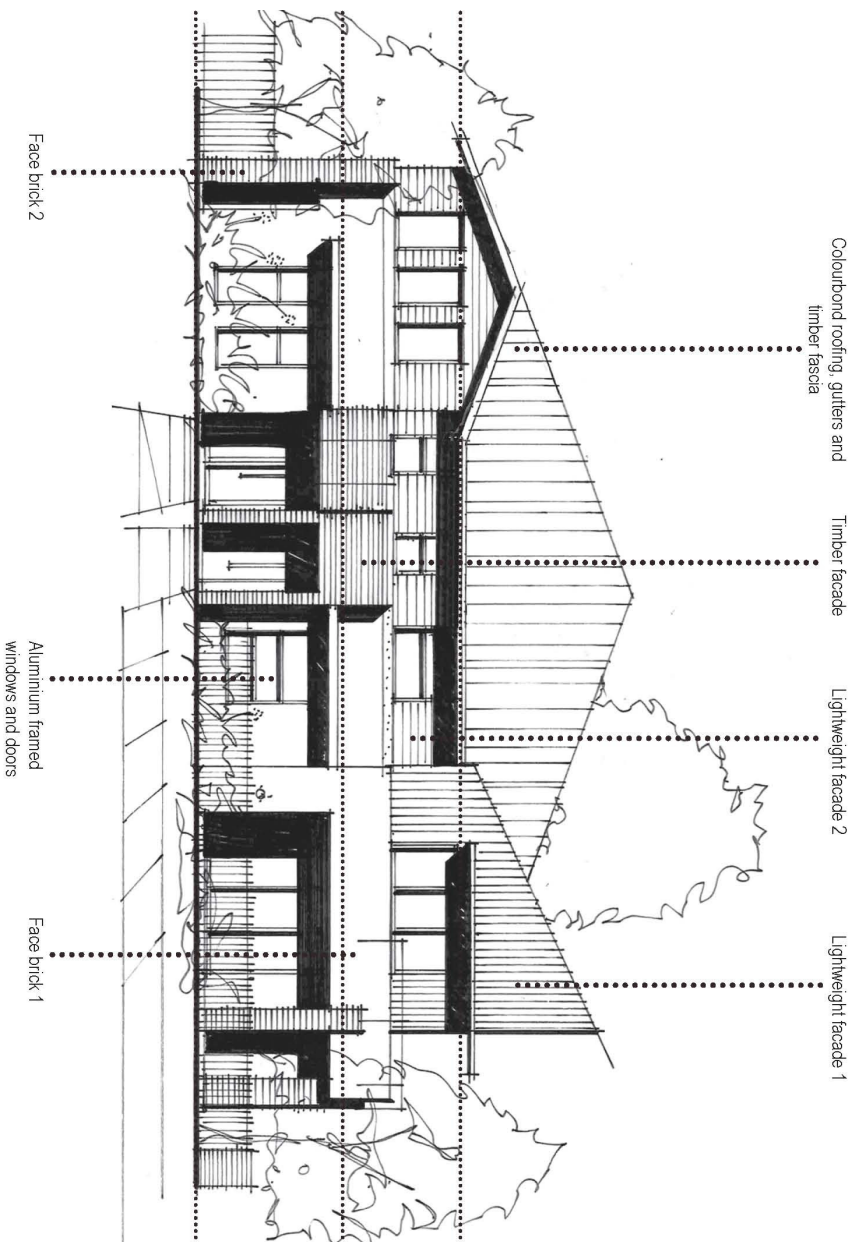 Colourbond roofing, gutters and
timber fascia
Timber facade
Lightweight facade 2
Lightweight facade 1
Face brick 2
Aluminium framed
windows and doors
Face brick 1